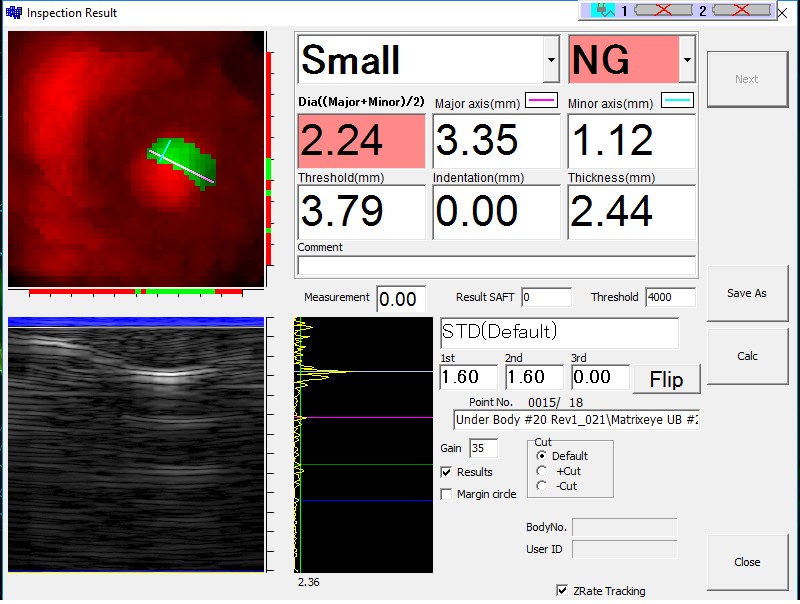 Inspection Result
1 2
Small NG
Dia((Major+Minor)/2) Major axis(mm) Minor axis(mm)
2.24 3.35 1.12
Threshold(mm) Indentation(mm) Thickness(mm)
3.79 0.00 2.44
Comment
Next
Measurement 0.00 Result SAFT 0 Threshold 4000
Save As
STD(Default)
1st 2nd 3rd
1.60 1.60 0.00 Flip
Calc
Point No. 0015/ 18
Under Body #20 Rev1_021\Matrixeye UB #2
Gain 35
Cut
Default
+Cut
-Cut
Results
Margin circle
BodyNo.
User ID
Close
2.36
ZRate Tracking